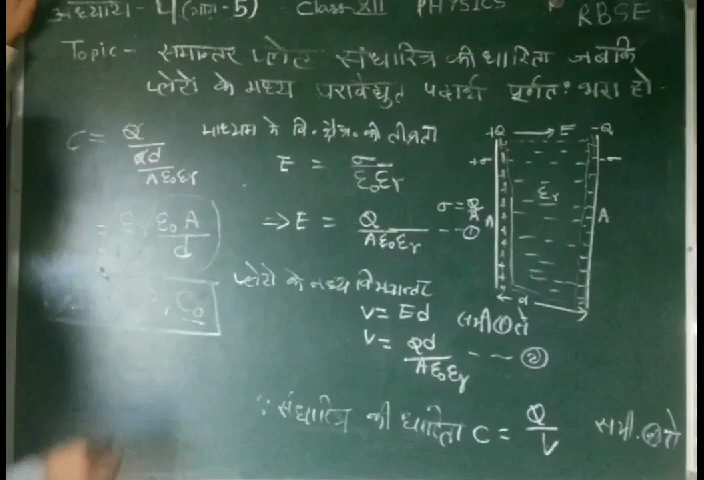 अध्याय - 4 (भाग - 5) Class XII PHYSICS RBSE
Topic - समान्तर प्लेट संधारित्र की धारिता जबकि
प्लेटों के मध्य परावैद्युत पदार्थ पूर्णतः भरा हो.
माध्यम में वि. क्षेत्र की तीव्रता
E = σ/ε₀εᵣ
⇒ E = Q/Aε₀εᵣ --- ①
σ = Q/A
प्लेटों के मध्य विभवान्तर
V = Ed समी ① से
V = Qd/Aε₀εᵣ --- ②
∵ संधारित्र की धारिता C = Q/V समी. ② से
C = Q/(Qd/Aε₀εᵣ)
= εᵣ ε₀A/d
C₀
+Q → E -Q
+σ -σ
εᵣ
A A
d